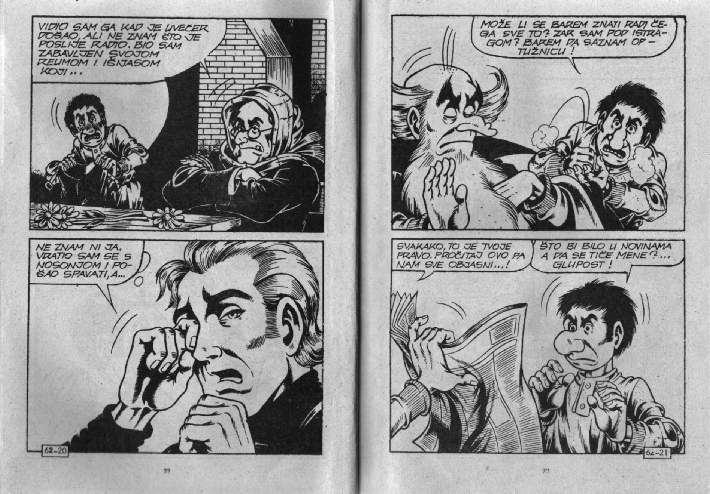 VIDIO SAM GA KAD JE UVEČER
DOŠAO, ALI NE ZNAM ŠTO JE
POSLIJE RADIO. BIO SAM
ZABAVLJEN SVOJOM
REUMOM I IŠIJASOM
KOJI...
NE ZNAM NI JA.
VRATIO SAM SE S
NOSONJOM I PO-
ŠAO SPAVATI, A...
62-20
MOŽE LI SE BAREM ZNATI RADI ČE-
GA SVE TO? ZAR SAM POD ISTRA-
GOM? BAREM DA SAZNAM OP-
TUŽNICU!
SVAKAKO, TO JE TVOJE
PRAVO. PROČITAJ OVO PA
NAM SVE OBJASNI...!
ŠTO BI BILO U NOVINAMA
A DA SE TIČE MENE?...
GLUPOST!
62-21